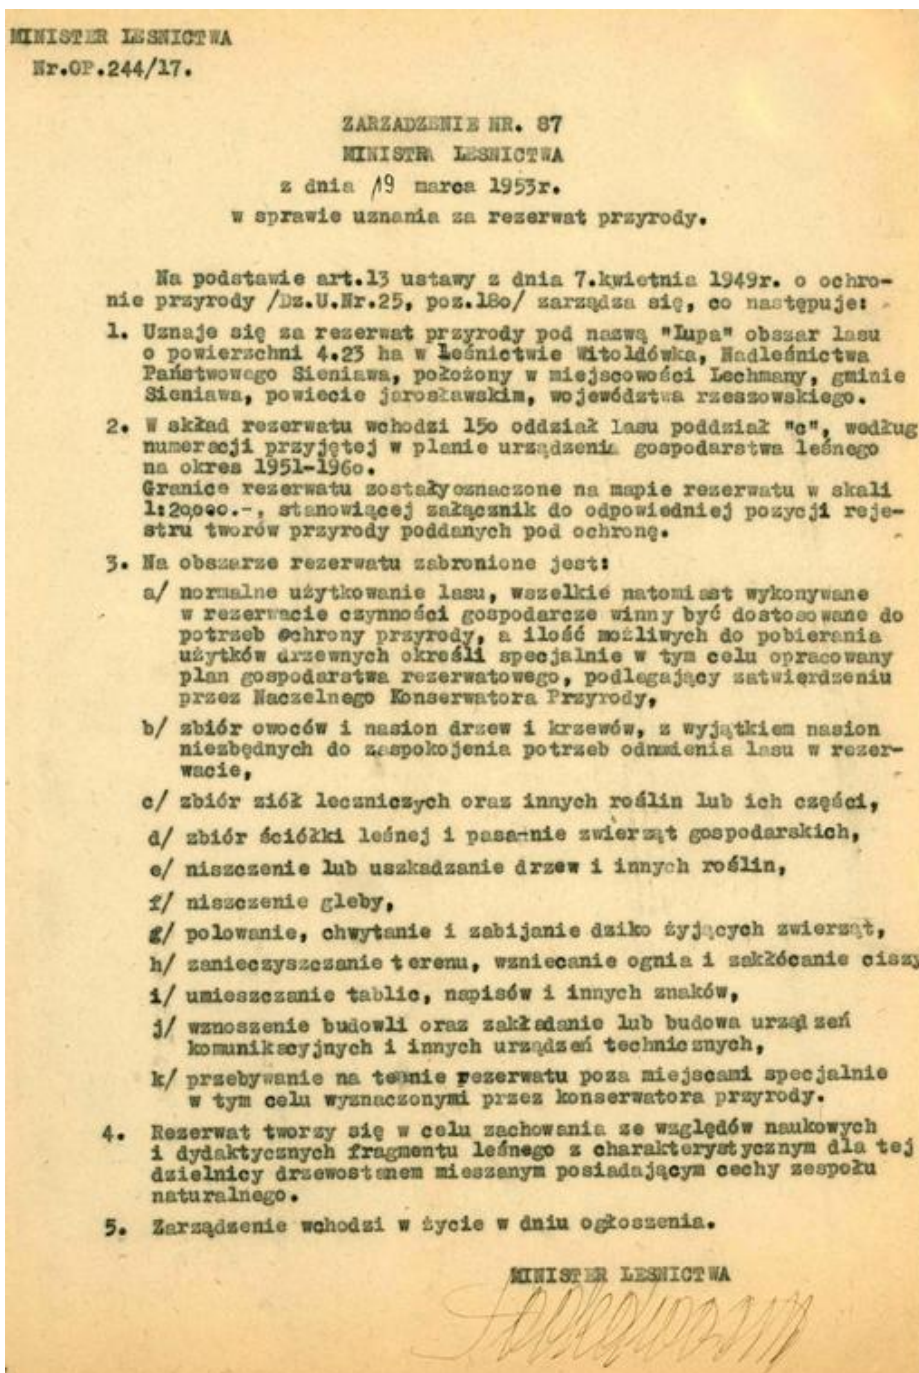 MINISTER LESNICTWA
Nr.OP.244/17.
ZARZADZENIE NR. 87
MINISTRA LESNICTWA
z dnia 19 marca 1953r.
w sprawie uznania za rezerwat przyrody.
Na podstawie art.13 ustawy z dnia 7.kwietnia 1949r. o ochro-
nie przyrody /Dz.U.Nr.25, poz.18o/ zarządza się, co następuje:
1. Uznaje się za rezerwat przyrody pod nazwą "Lupa" obszar lasu
o powierzchni 4.23 ha w leśnictwie Witoldówka, Nadleśnictwa
Państwowego Sieniawa, położony w miejscowości Lechmany, gminie
Sieniawa, powiecie jarosławskim, województwa rzeszowskiego.
2. W skład rezerwatu wchodzi 15o oddział lasu poddział "c", według
numeracji przyjętej w planie urządzenia gospodarstwa leśnego
na okres 1951-196o.
Granice rezerwatu zostały oznaczone na mapie rezerwatu w skali
1:2o,ooo.-, stanowiącej załącznik do odpowiedniej pozycji reje-
stru tworów przyrody poddanych pod ochronę.
3. Na obszarze rezerwatu zabronione jest:
a/ normalne użytkowanie lasu, wszelkie natomiast wykonywane
w rezerwacie czynności gospodarcze winny być dostosowane do
potrzeb ochrony przyrody, a ilość możliwych do pobierania
użytków drzewnych określi specjalnie w tym celu opracowany
plan gospodarstwa rezerwatowego, podlegający zatwierdzeniu
przez Naczelnego Konserwatora Przyrody,
b/ zbiór owoców i nasion drzew i krzewów, z wyjątkiem nasion
niezbędnych do zaspokojenia potrzeb odnowienia lasu w rezer-
wacie,
c/ zbiór ziół leczniczych oraz innych roślin lub ich części,
d/ zbiór ściółki leśnej i pasanie zwierząt gospodarskich,
e/ niszczenie lub uszkadzanie drzew i innych roślin,
f/ niszczenie gleby,
g/ polowanie, chwytanie i zabijanie dziko żyjących zwierząt,
h/ zanieczyszczanie terenu, wzniecanie ognia i zakłócanie ciszy
i/ umieszczanie tablic, napisów i innych znaków,
j/ wznoszenie budowli oraz zakładanie lub budowa urządzeń
komunikacyjnych i innych urządzeń technicznych,
k/ przebywanie na terenie rezerwatu poza miejscami specjalnie
w tym celu wyznaczonymi przez konserwatora przyrody.
4. Rezerwat tworzy się w celu zachowania ze względów naukowych
i dydaktycznych fragmentu leśnego z charakterystycznym dla tej
dzielnicy drzewostanem mieszanym posiadającym cechy zespołu
naturalnego.
5. Zarządzenie wchodzi w życie w dniu ogłoszenia.
MINISTER LESNICTWA